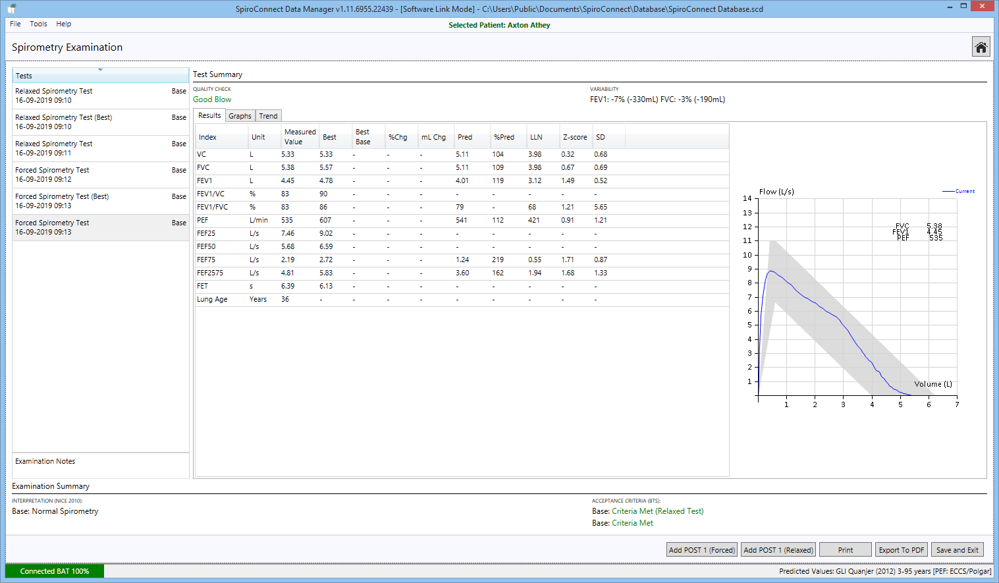 SpiroConnect Data Manager v1.11.6955.22439 - [Software Link Mode] - C:\Users\Public\Documents\SpiroConnect\Database\SpiroConnect Database.scd
File Tools Help
Selected Patient: Axton Athey
Spirometry Examination
Tests
Relaxed Spirometry Test Base
16-09-2019 09:10
Relaxed Spirometry Test (Best) Base
16-09-2019 09:10
Relaxed Spirometry Test Base
16-09-2019 09:11
Forced Spirometry Test Base
16-09-2019 09:12
Forced Spirometry Test (Best) Base
16-09-2019 09:13
Forced Spirometry Test Base
16-09-2019 09:13
Examination Notes
Test Summary
QUALITY CHECK
Good Blow
VARIABILITY
FEV1: -7% (-330mL) FVC: -3% (-190mL)
Results Graphs Trend
Index Unit Measured Value Best Best Base %Chg mL Chg Pred %Pred LLN Z-score SD
VC L 5.33 5.33 - - - 5.11 104 3.98 0.32 0.68
FVC L 5.38 5.57 - - - 5.11 109 3.98 0.67 0.69
FEV1 L 4.45 4.78 - - - 4.01 119 3.12 1.49 0.52
FEV1/VC % 83 90 - - - - - - - -
FEV1/FVC % 83 86 - - - 79 - 68 1.21 5.65
PEF L/min 535 607 - - - 541 112 421 0.91 1.21
FEF25 L/s 7.46 9.02 - - - - - - - -
FEF50 L/s 5.68 6.59 - - - - - - - -
FEF75 L/s 2.19 2.72 - - - 1.24 219 0.55 1.71 0.87
FEF2575 L/s 4.81 5.83 - - - 3.60 162 1.94 1.68 1.33
FET s 6.39 6.13 - - - - - - - -
Lung Age Years 36 - - - - - - - - -
Flow (L/s)
Current
14
13
12
11
10
9
8
7
6
5
4
3
2
1
FVC 5.38
FEV1 4.45
PEF 535
Volume (L)
1 2 3 4 5 6 7
Examination Summary
INTERPRETATION (NICE 2010):
Base: Normal Spirometry
ACCEPTANCE CRITERIA (BTS):
Base: Criteria Met (Relaxed Test)
Base: Criteria Met
Add POST 1 (Forced) Add POST 1 (Relaxed) Print Export To PDF Save and Exit
Connected BAT 100%
Predicted Values: GLI Quanjer (2012) 3-95 years [PEF: ECCS/Polgar]